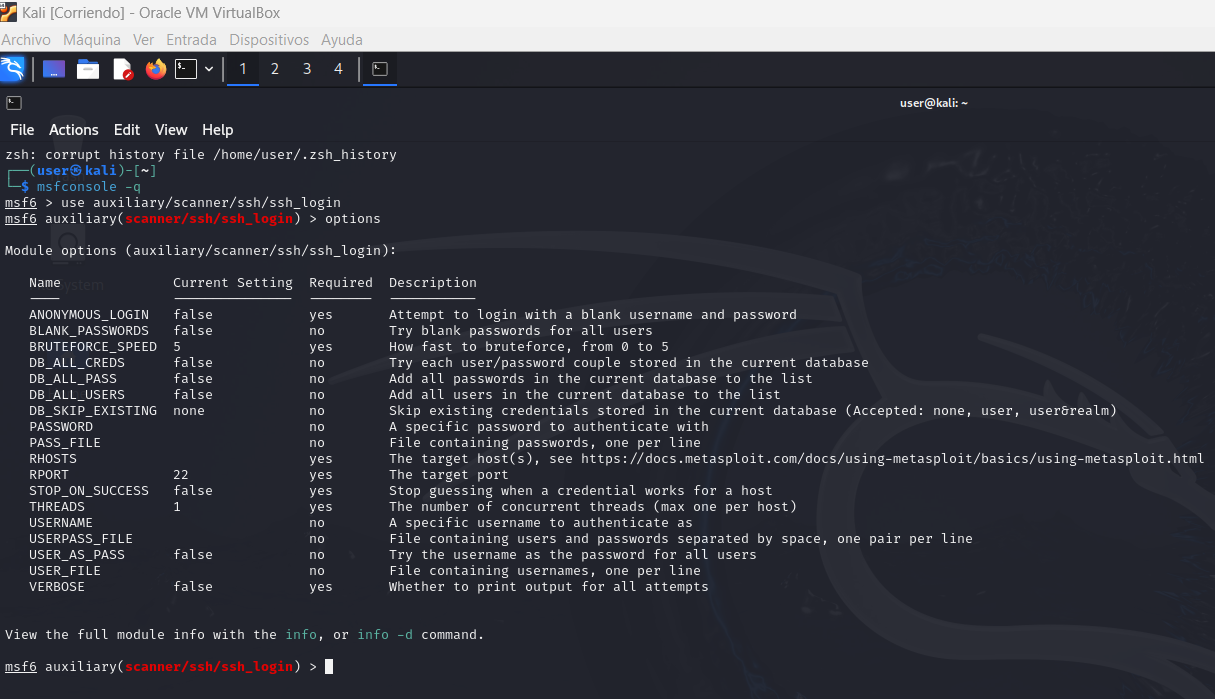 Kali [Corriendo] - Oracle VM VirtualBox
Archivo Máquina Ver Entrada Dispositivos Ayuda
1 2 3 4
user@kali: ~
File Actions Edit View Help
zsh: corrupt history file /home/user/.zsh_history
┌──(user㉿kali)-[~]
└─$ msfconsole -q
msf6 > use auxiliary/scanner/ssh/ssh_login
msf6 auxiliary(scanner/ssh/ssh_login) > options
Module options (auxiliary/scanner/ssh/ssh_login):
Name Current Setting Required Description
ANONYMOUS_LOGIN false yes Attempt to login with a blank username and password
BLANK_PASSWORDS false no Try blank passwords for all users
BRUTEFORCE_SPEED 5 yes How fast to bruteforce, from 0 to 5
DB_ALL_CREDS false no Try each user/password couple stored in the current database
DB_ALL_PASS false no Add all passwords in the current database to the list
DB_ALL_USERS false no Add all users in the current database to the list
DB_SKIP_EXISTING none no Skip existing credentials stored in the current database (Accepted: none, user, user&realm)
PASSWORD no A specific password to authenticate with
PASS_FILE no File containing passwords, one per line
RHOSTS yes The target host(s), see https://docs.metasploit.com/docs/using-metasploit/basics/using-metasploit.html
RPORT 22 yes The target port
STOP_ON_SUCCESS false yes Stop guessing when a credential works for a host
THREADS 1 yes The number of concurrent threads (max one per host)
USERNAME no A specific username to authenticate as
USERPASS_FILE no File containing users and passwords separated by space, one pair per line
USER_AS_PASS false no Try the username as the password for all users
USER_FILE no File containing usernames, one per line
VERBOSE false yes Whether to print output for all attempts
View the full module info with the info, or info -d command.
msf6 auxiliary(scanner/ssh/ssh_login) >